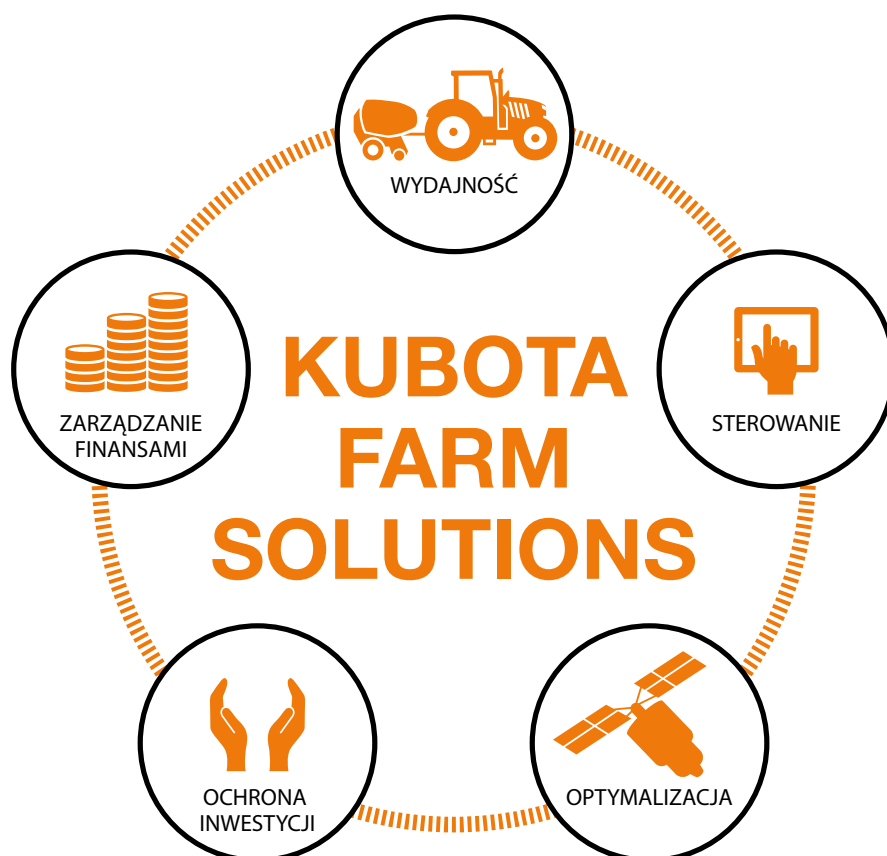 WYDAJNOŚĆ
ZARZĄDZANIE
FINANSAMI
KUBOTA
FARM
SOLUTIONS
STEROWANIE
OCHRONA
INWESTYCJI
OPTYMALIZACJA